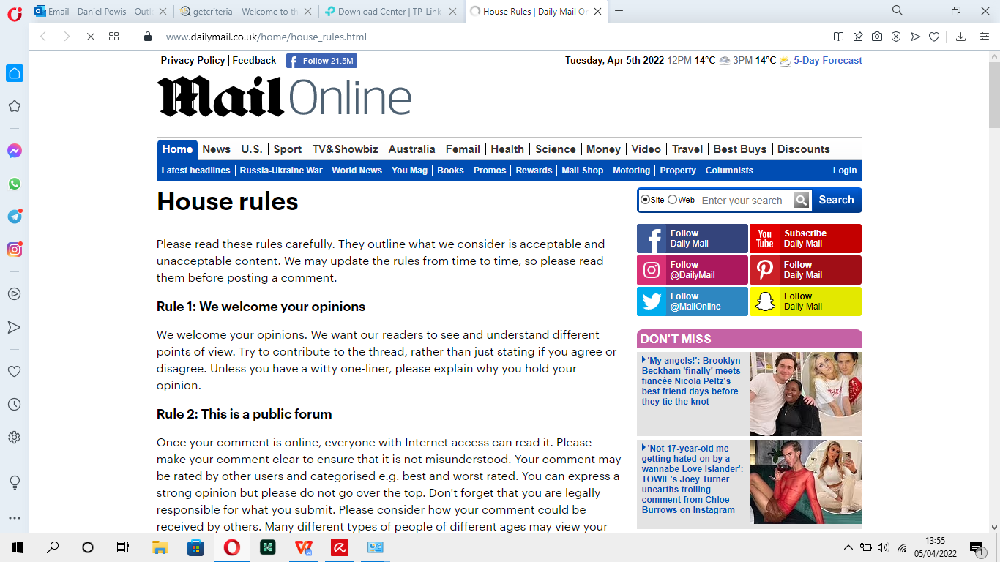 Email - Daniel Powis - Outl
getcriteria – Welcome to th
Download Center | TP-Link
House Rules | Daily Mail On
www.dailymail.co.uk/home/house_rules.html
Privacy Policy | Feedback
Follow 21.5M
Tuesday, Apr 5th 2022 12PM 14°C 3PM 14°C 5-Day Forecast
Mail Online
Home News U.S. Sport TV&Showbiz Australia Femail Health Science Money Video Travel Best Buys Discounts
Latest headlines Russia-Ukraine War World News You Mag Books Promos Rewards Mail Shop Motoring Property Columnists Login
House rules
Please read these rules carefully. They outline what we consider is acceptable and
unacceptable content. We may update the rules from time to time, so please read
them before posting a comment.
Rule 1: We welcome your opinions
We welcome your opinions. We want our readers to see and understand different
points of view. Try to contribute to the thread, rather than just stating if you agree or
disagree. Unless you have a witty one-liner, please explain why you hold your
opinion.
Rule 2: This is a public forum
Once your comment is online, everyone with Internet access can read it. Please
make your comment clear to ensure that it is not misunderstood. Your comment may
be rated by other users and categorised e.g. best and worst rated. You can express a
strong opinion but please do not go over the top. Don't forget that you are legally
responsible for what you submit. Please consider how your comment could be
received by others. Many different types of people of different ages may view your
Site Web Enter your search Search
Follow
Daily Mail
You Tube
Subscribe
Daily Mail
Follow
@DailyMail
Follow
Daily Mail
Follow
@MailOnline
Follow
Daily Mail
DON'T MISS
'My angels!': Brooklyn
Beckham 'finally' meets
fiancée Nicola Peltz's
best friend days before
they tie the knot
'Not 17-year-old me
getting hated on by a
wannabe Love Islander':
TOWIE's Joey Turner
unearths trolling
comment from Chloe
Burrows on Instagram
13:55
05/04/2022
1